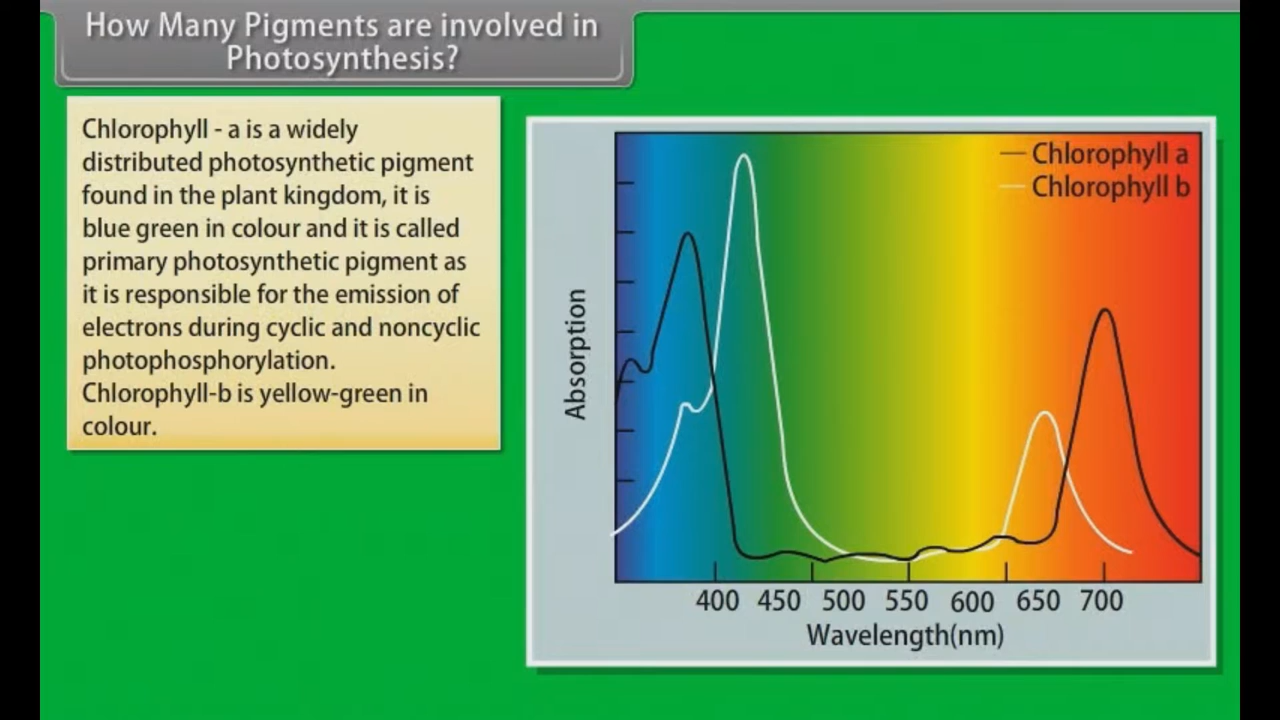 How Many Pigments are involved in
Photosynthesis?
Chlorophyll - a is a widely
distributed photosynthetic pigment
found in the plant kingdom, it is
blue green in colour and it is called
primary photosynthetic pigment as
it is responsible for the emission of
electrons during cyclic and noncyclic
photophosphorylation.
Chlorophyll-b is yellow-green in
colour.
Chlorophyll a
Chlorophyll b
Absorption
400 450 500 550 600 650 700
Wavelength(nm)